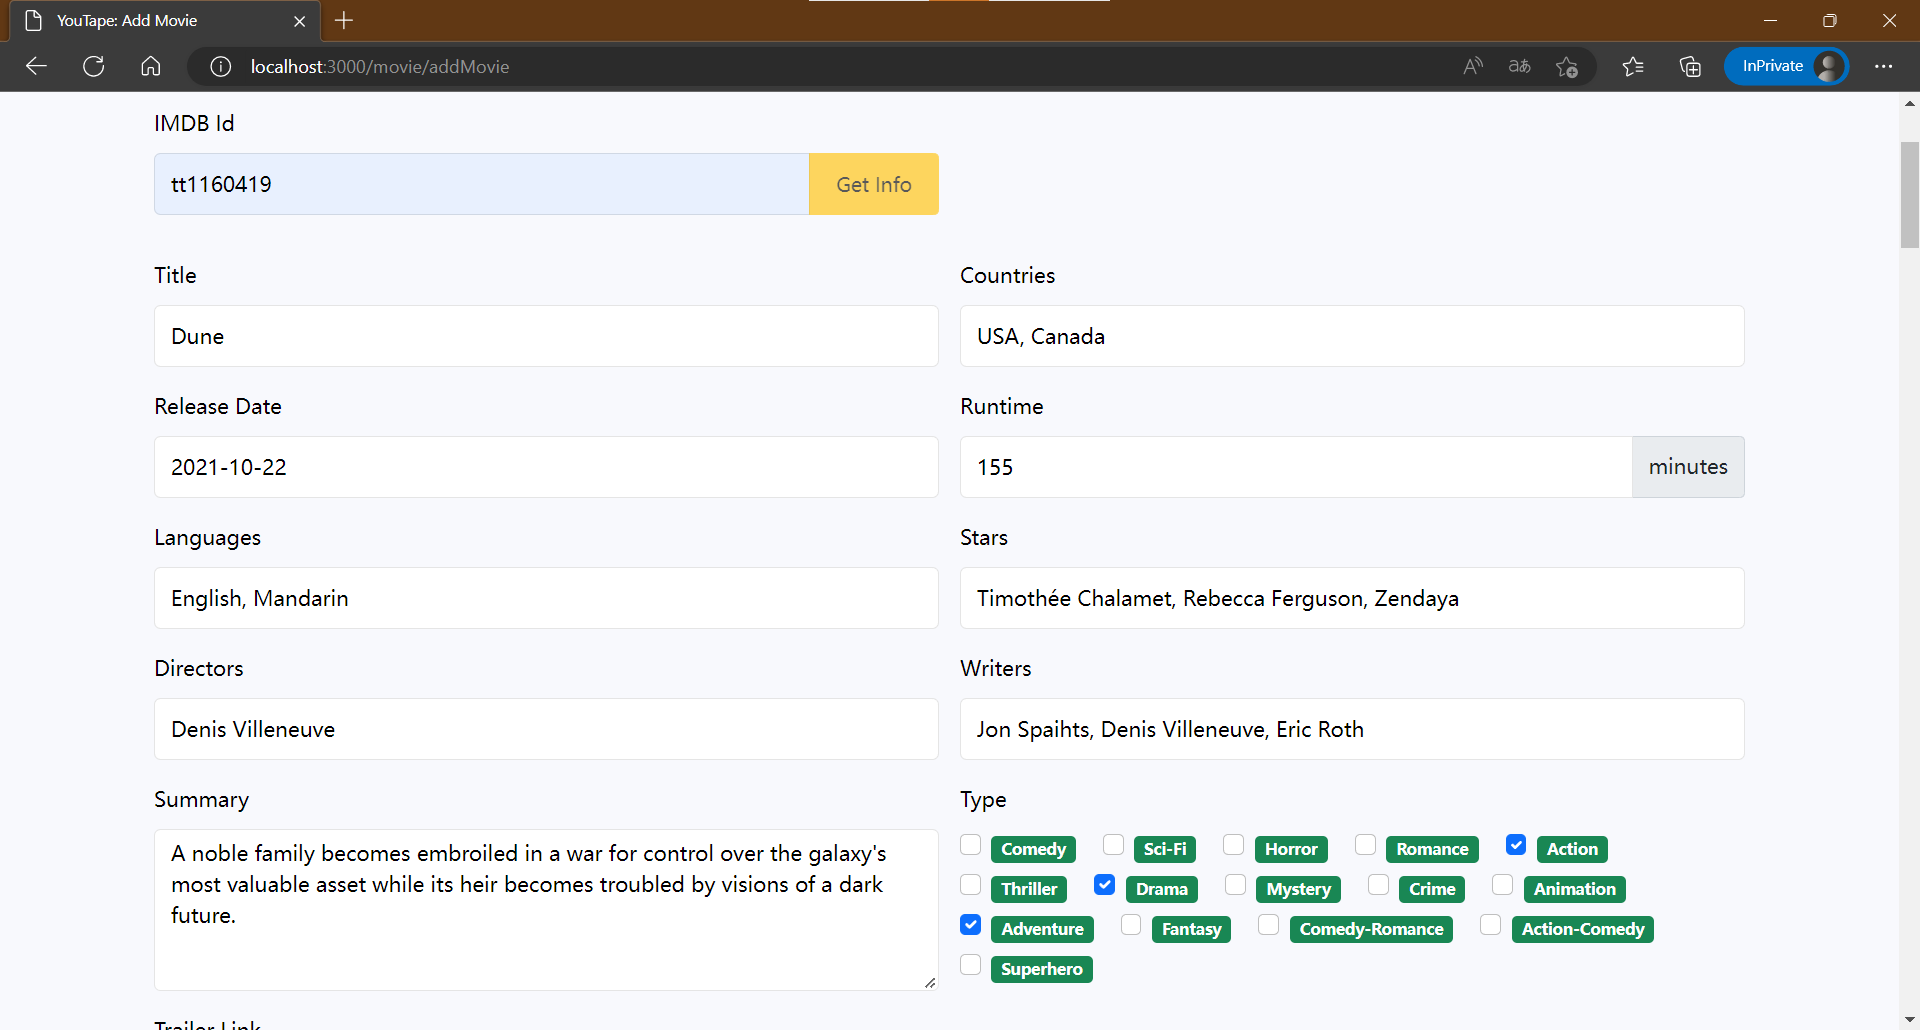 YouTape: Add Movie
localhost:3000/movie/addMovie
InPrivate
IMDB Id
tt1160419
Get Info
Title
Countries
Dune
USA, Canada
Release Date
Runtime
2021-10-22
155
minutes
Languages
Stars
English, Mandarin
Timothée Chalamet, Rebecca Ferguson, Zendaya
Directors
Writers
Denis Villeneuve
Jon Spaihts, Denis Villeneuve, Eric Roth
Summary
Type
A noble family becomes embroiled in a war for control over the galaxy's
most valuable asset while its heir becomes troubled by visions of a dark
future.
Comedy Sci-Fi Horror Romance Action
Thriller Drama Mystery Crime Animation
Adventure Fantasy Comedy-Romance Action-Comedy
Superhero
Trailer Link